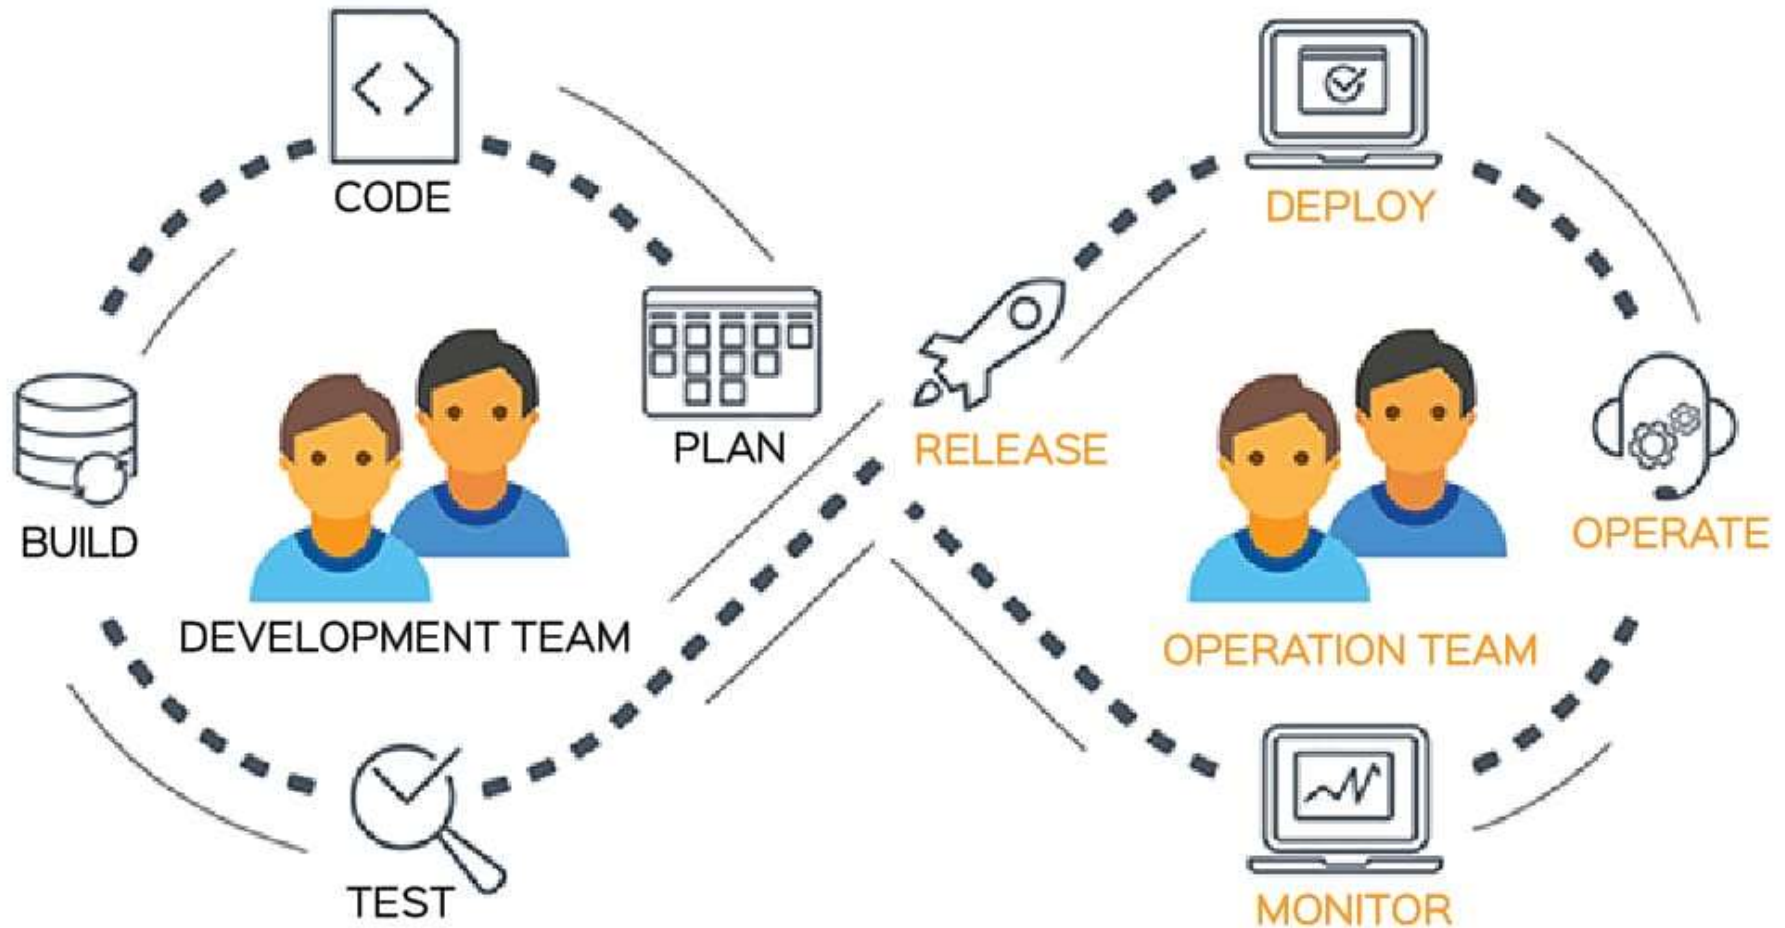 CODE
DEPLOY
PLAN
RELEASE
BUILD
OPERATE
DEVELOPMENT TEAM
OPERATION TEAM
TEST
MONITOR